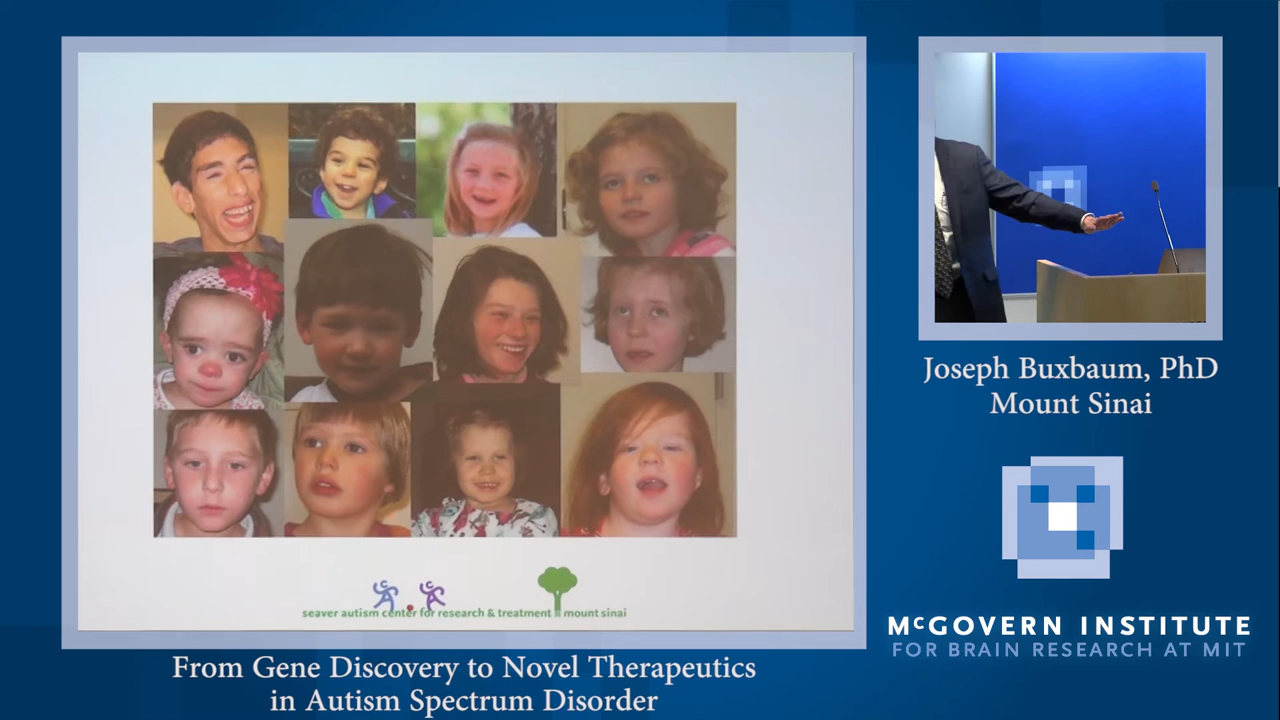 seaver autism center for research & treatment mount sinai
From Gene Discovery to Novel Therapeutics
in Autism Spectrum Disorder
Joseph Buxbaum, PhD
Mount Sinai
McGOVERN INSTITUTE
FOR BRAIN RESEARCH AT MIT